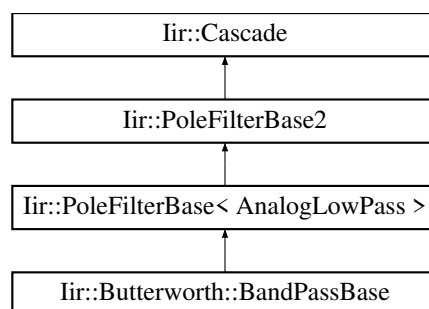 Iir::Cascade
Iir::PoleFilterBase2
Iir::PoleFilterBase< AnalogLowPass >
Iir::Butterworth::BandPassBase